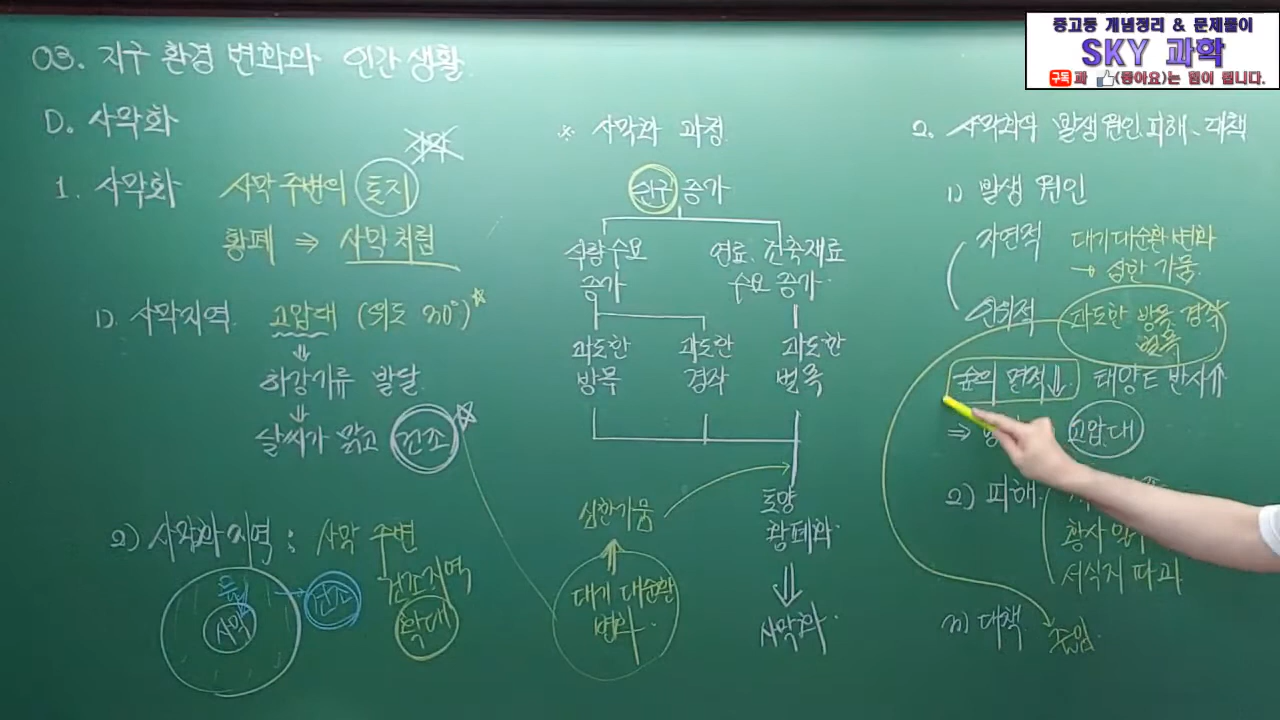 중고등 개념정리 & 문제풀이
SKY 과학
구독과 (좋아요)는 힘이 됩니다.
03. 지구 환경 변화와 인간 생활
D. 사막화
1. 사막화 사막 주변의 토지
황폐 ⇒ 사막처럼
1). 사막지역. 고압대 (위도 30°)
⇓
하강기류 발달
⇓
날씨가 맑고 건조
2) 사막화 지역 : 사막 주변
건조지역
확대
사막
건조
* 사막화 과정
인구 증가
식량수요
증가
연료. 건축재료
수요 증가
과도한
방목
과도한
경작
과도한
벌목
심한가뭄
대기 대순환
변화
토양
황폐화
⇓
사막화
2. 사막화의 발생원인, 피해, 대책
1) 발생 원인
자연적 대기대순환 변화
→ 심한 가뭄
인위적 과도한 방목 경작
벌목
숲의 면적↓ 태양E 반사↑
⇒ 고압대
2) 피해
황사
서식지 파괴
3) 대책